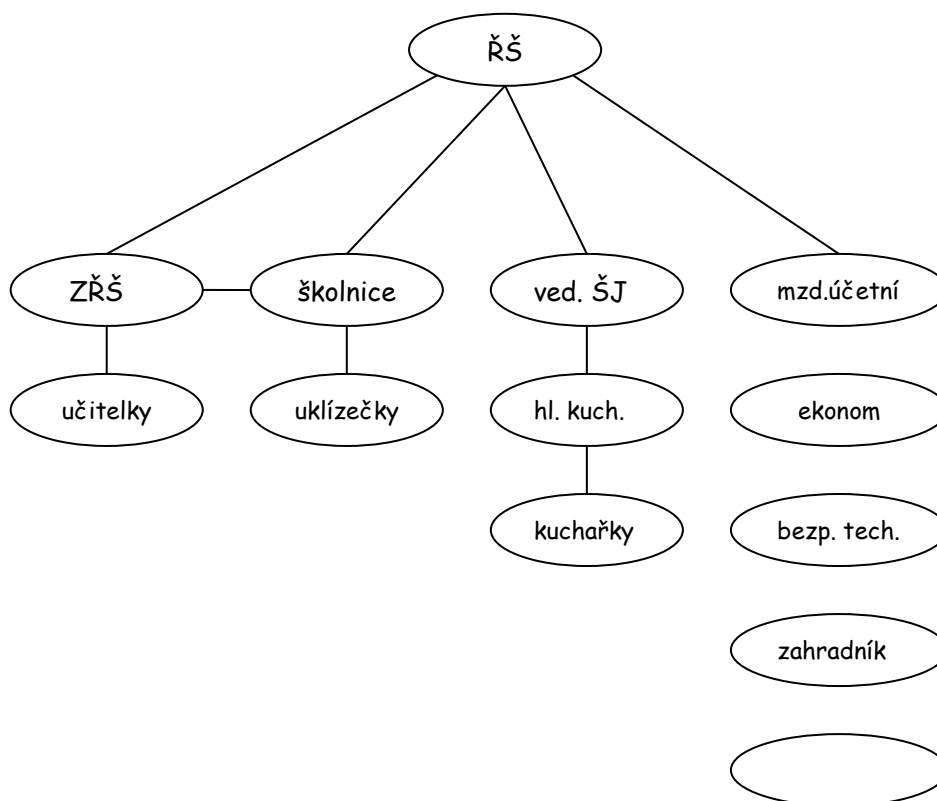 ŘŠ
ZŘŠ
školnice
ved. ŠJ
mzd.účetní
učitelky
uklízečky
hl. kuch.
ekonom
kuchařky
bezp. tech.
zahradník